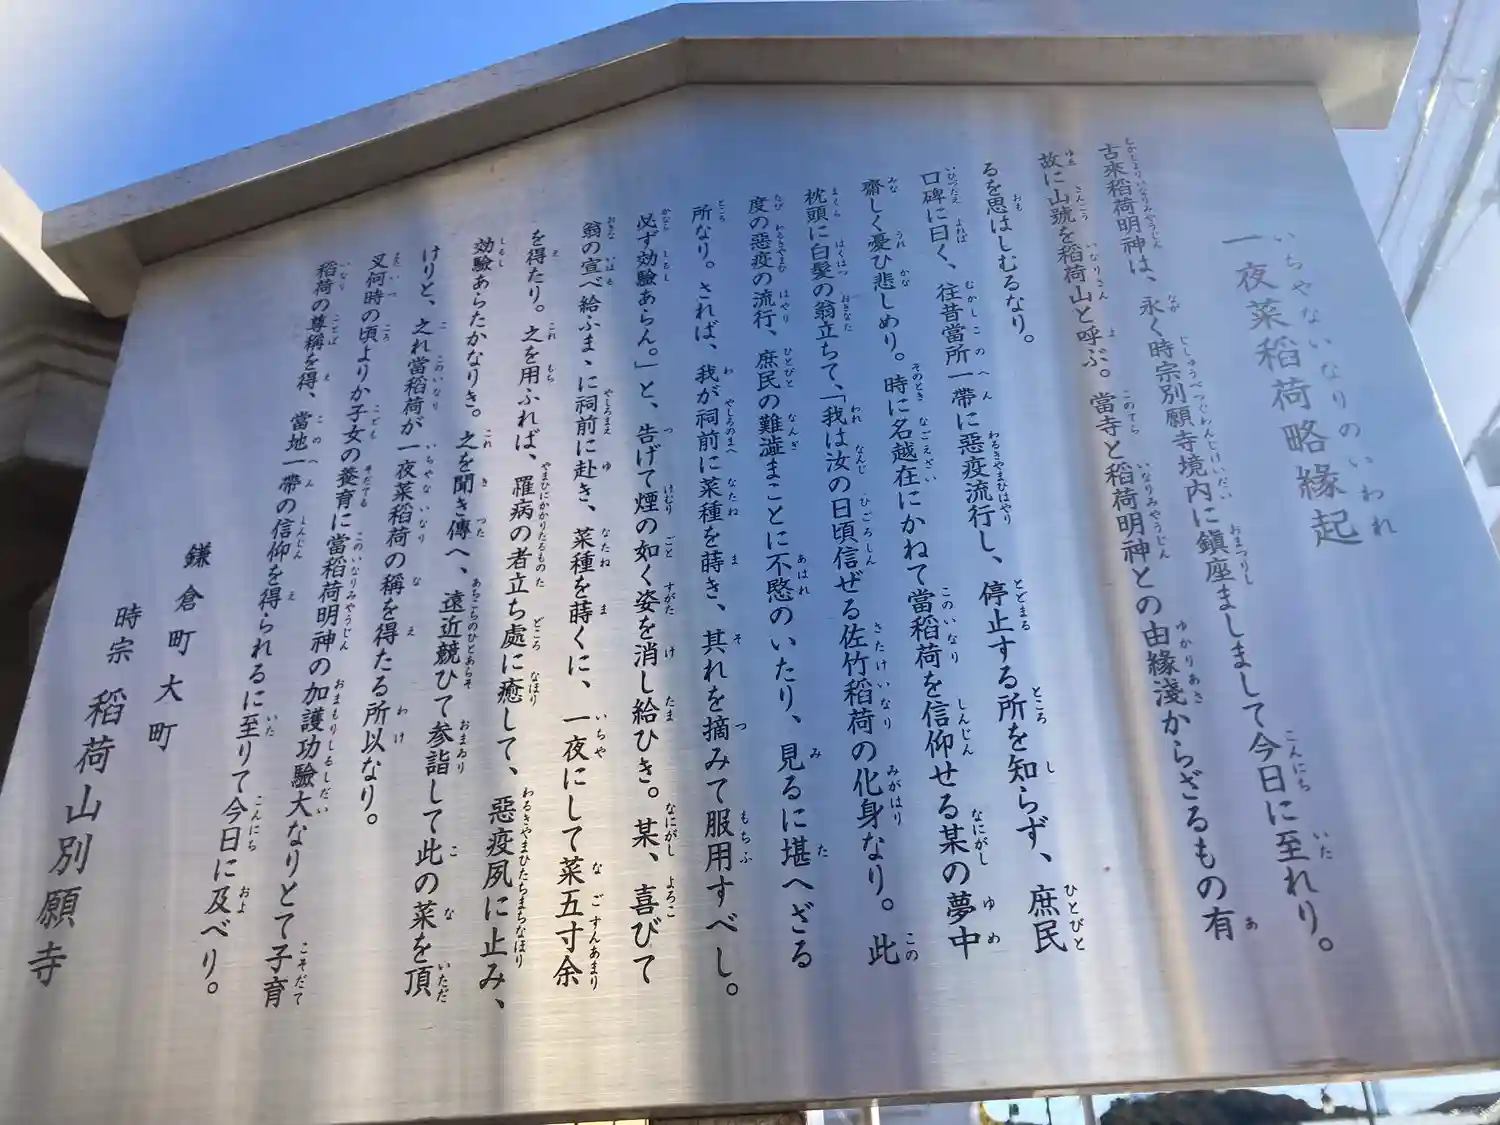 一夜菜稲荷略縁起
古来稲荷明神は、永く時宗別願寺境内に鎭座ましまして今日に至れり。
故に山號を稲荷山と呼ぶ。當寺と稲荷明神との由緣淺からざるもの有
るを思はしむるなり。
口碑に曰く、往昔當所一帶に惡疫流行し、停止する所を知らず、庶民
齋しく憂ひ悲しめり。時に名越在にかねて當稲荷を信仰せる某の夢中
枕頭に白髮の翁立ちて、「我は汝の日頃信ぜる佐竹稲荷の化身なり。此
度の惡疫の流行、庶民の難澁まことに不愍のいたり、見るに堪へざる
所なり。されば、我が祠前に菜種を蒔き、其れを摘みて服用すべし。
必ず効驗あらん。」と、告げて煙の如く姿を消し給ひき。某、喜びて
翁の宣べ給ふまゝに祠前に赴き、菜種を蒔くに、一夜にして菜五寸余
を得たり。之を用ふれば、罹病の者立ち處に癒して、惡疫夙に止み、
効驗あらたかなりき。之を聞き傳へ、遠近競ひて参詣して此の菜を頂
けりと、之れ當稲荷が一夜菜稲荷の稱を得たる所以なり。
又何時の頃よりか子女の養育に當稲荷明神の加護功驗大なりとて子育
稲荷の尊稱を得、當地一帶の信仰を得られるに至りて今日に及べり。
鎌倉町大町
時宗 稲荷山別願寺